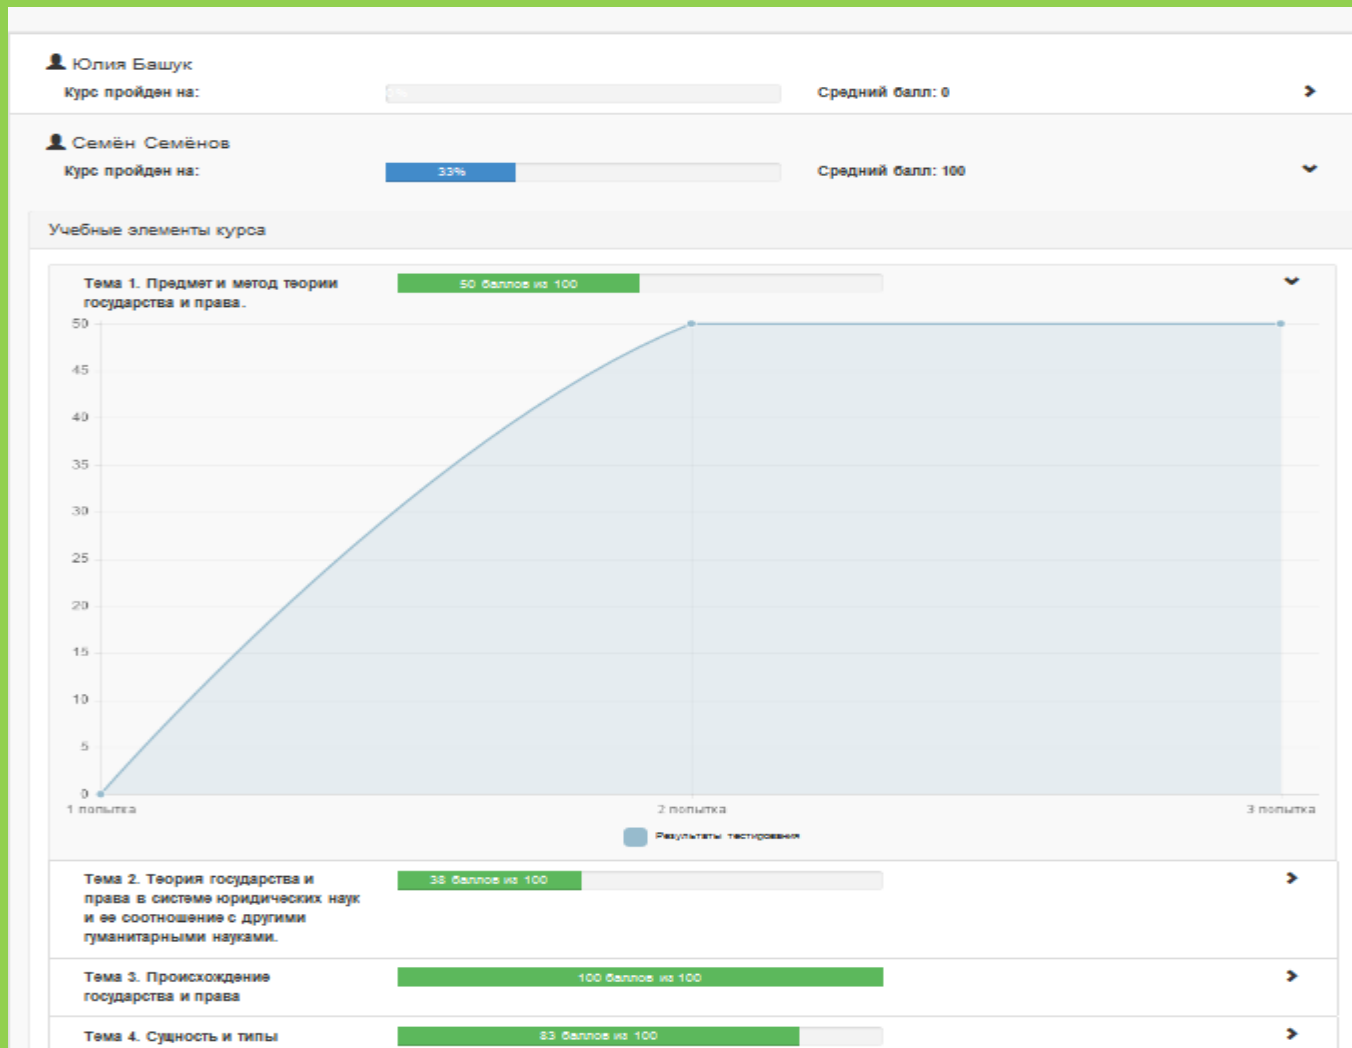 Юлия Башук
Курс пройден на: 0% Средний балл: 0
Семён Семёнов
Курс пройден на: 33% Средний балл: 100
Учебные элементы курса
Тема 1. Предмет и метод теории
государства и права.
50 баллов из 100
50
45
40
35
30
25
20
15
10
5
0
1 попытка 2 попытка 3 попытка
Результаты тестирования
Тема 2. Теория государства и
права в системе юридических наук
и ее соотношение с другими
гуманитарными науками.
38 баллов из 100
Тема 3. Происхождение
государства и права
100 баллов из 100
Тема 4. Сущность и типы
83 баллов из 100